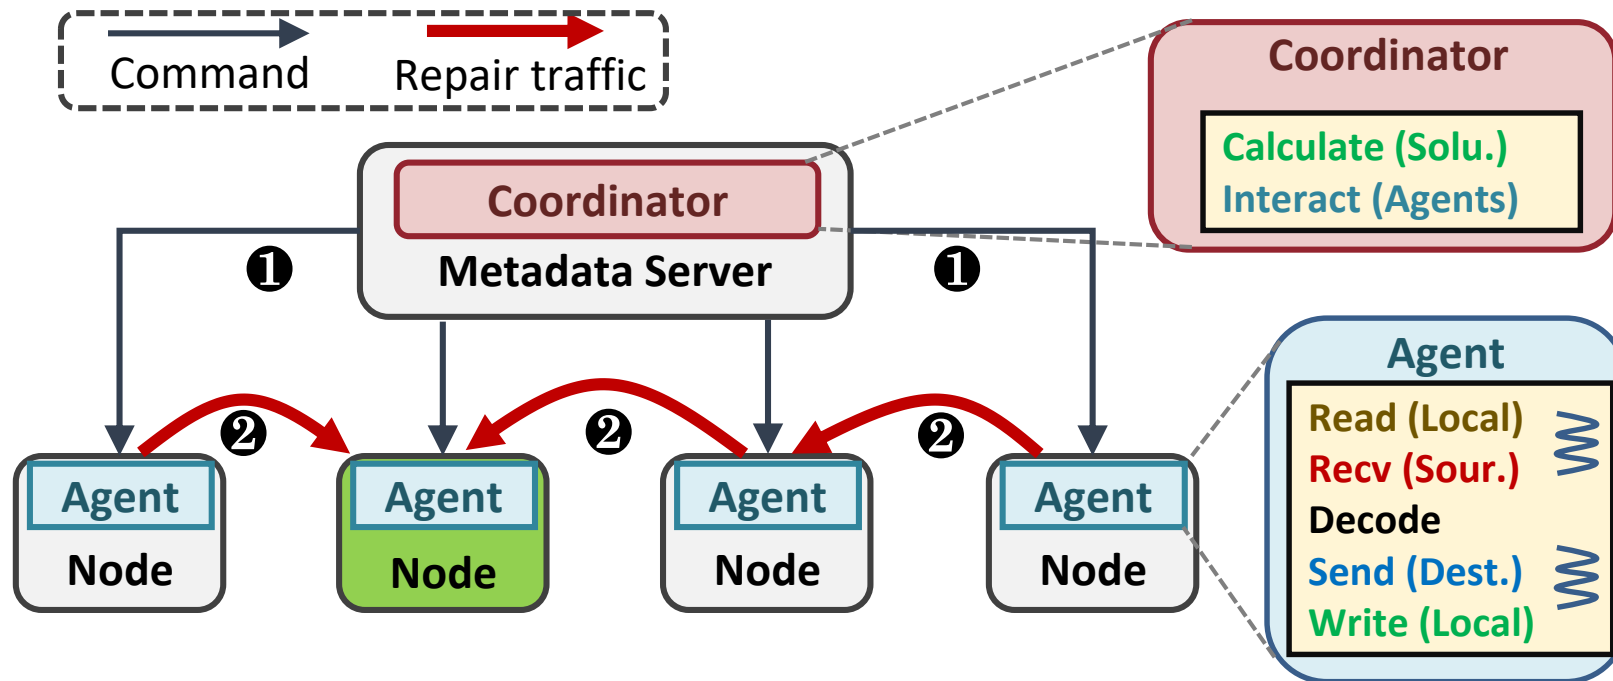 Command
Repair traffic
Coordinator
Calculate (Solu.)
Interact (Agents)
Coordinator
Metadata Server
❶
❶
Agent
Read (Local)
Recv (Sour.)
Decode
Send (Dest.)
Write (Local)
❷
❷
❷
Agent
Node
Agent
Node
Agent
Node
Agent
Node